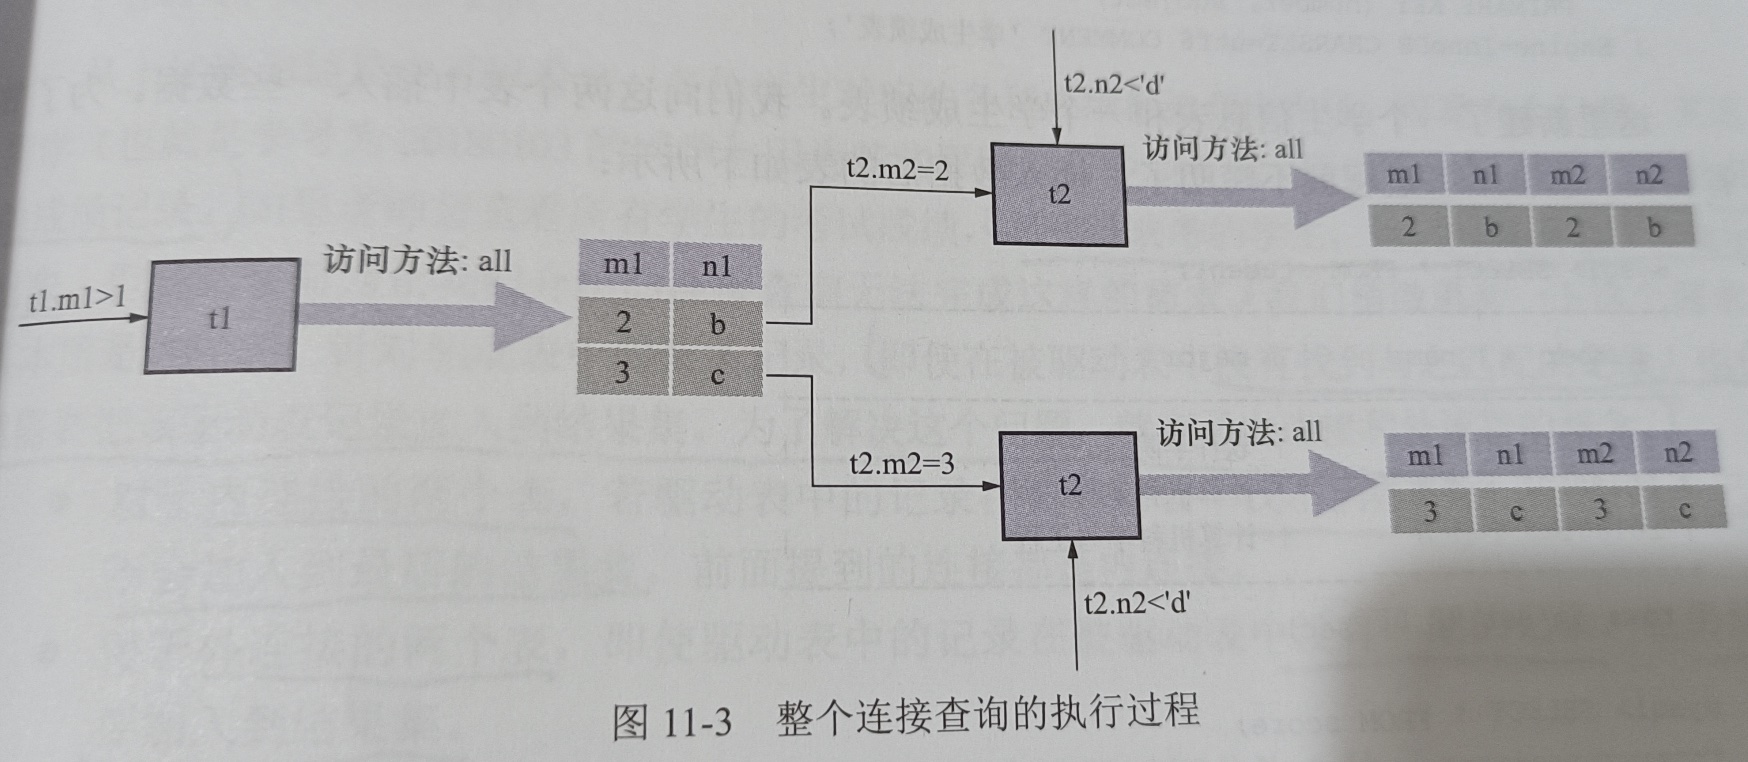 t2.n2<'d'
t2.m2=2
t2
访问方法: all
m1 n1 m2 n2
2 b 2 b
t1.m1>1
t1
访问方法: all
m1 n1
2 b
3 c
t2.m2=3
t2
访问方法: all
m1 n1 m2 n2
3 c 3 c
t2.n2<'d'
图 11-3 整个连接查询的执行过程